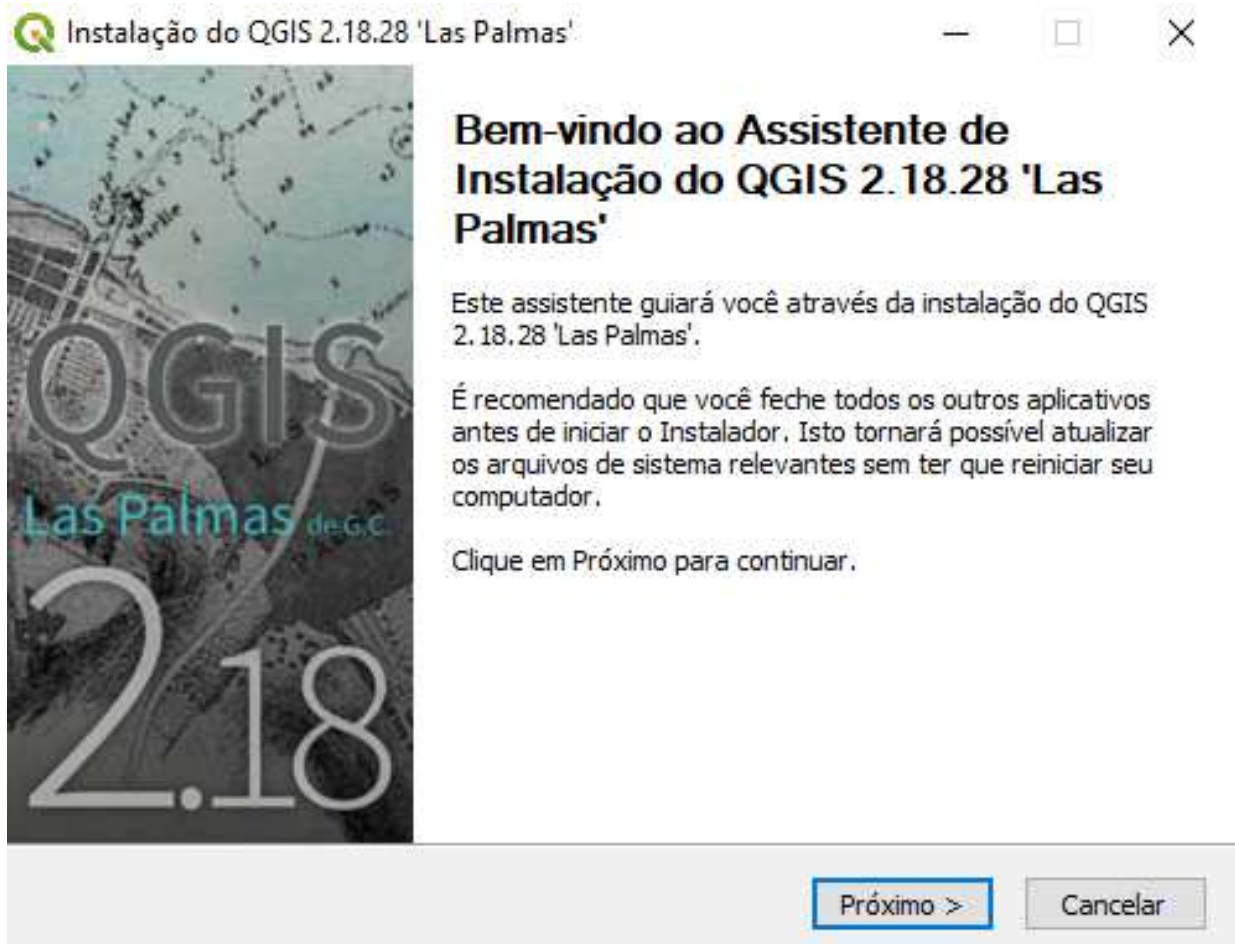 Instalação do QGIS 2.18.28 'Las Palmas'
Bem-vindo ao Assistente de
Instalação do QGIS 2.18.28 'Las
Palmas'
Este assistente guiará você através da instalação do QGIS
2.18.28 'Las Palmas'.
É recomendado que você feche todos os outros aplicativos
antes de iniciar o Instalador. Isto tornará possível atualizar
os arquivos de sistema relevantes sem ter que reiniciar seu
computador.
Clique em Próximo para continuar.
QGIS
Las Palmas de G.C.
2.18
Próximo >
Cancelar